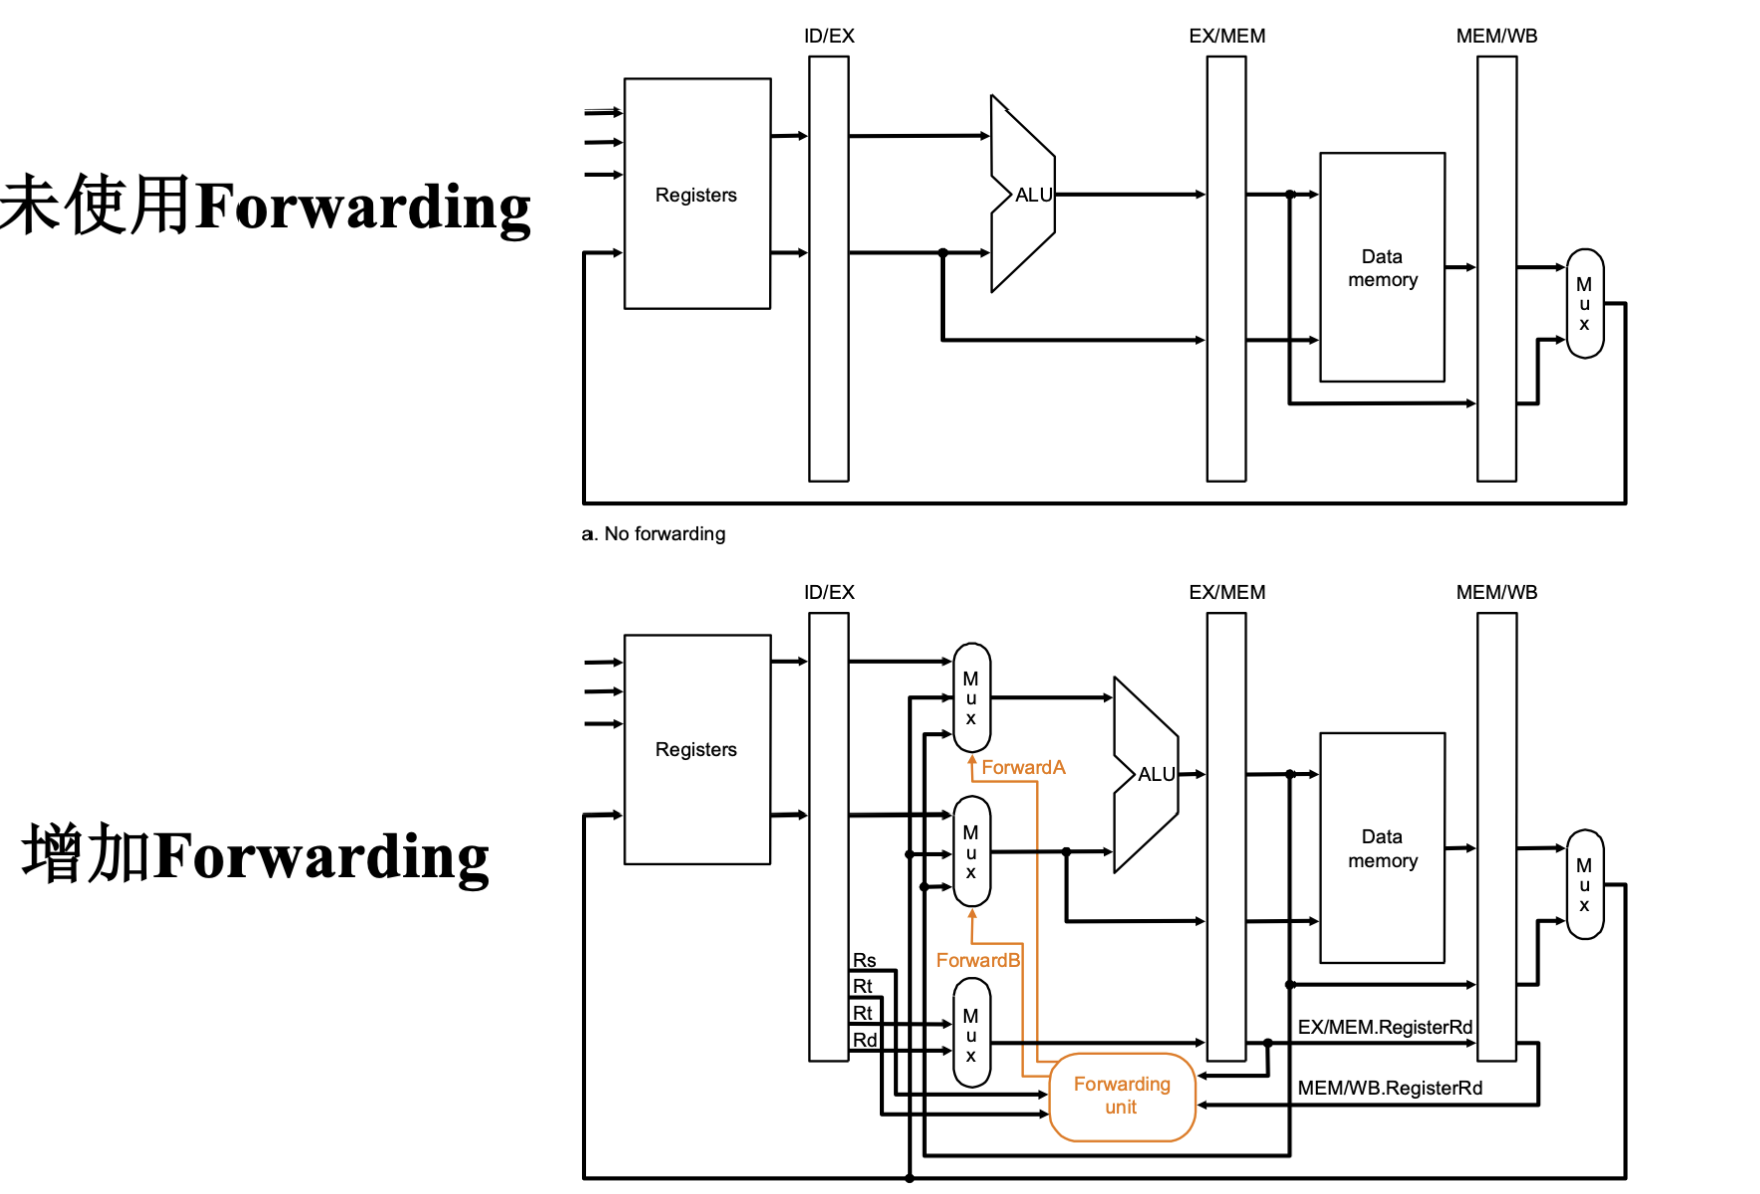 ID/EX
EX/MEM
MEM/WB
未使用Forwarding
Registers
ALU
Data
memory
M
u
x
a. No forwarding
ID/EX
EX/MEM
MEM/WB
增加Forwarding
Registers
M
u
x
ForwardA
ALU
M
u
x
Data
memory
M
u
x
ForwardB
Rs
Rt
Rt
Rd
M
u
x
EX/MEM.RegisterRd
Forwarding
unit
MEM/WB.RegisterRd